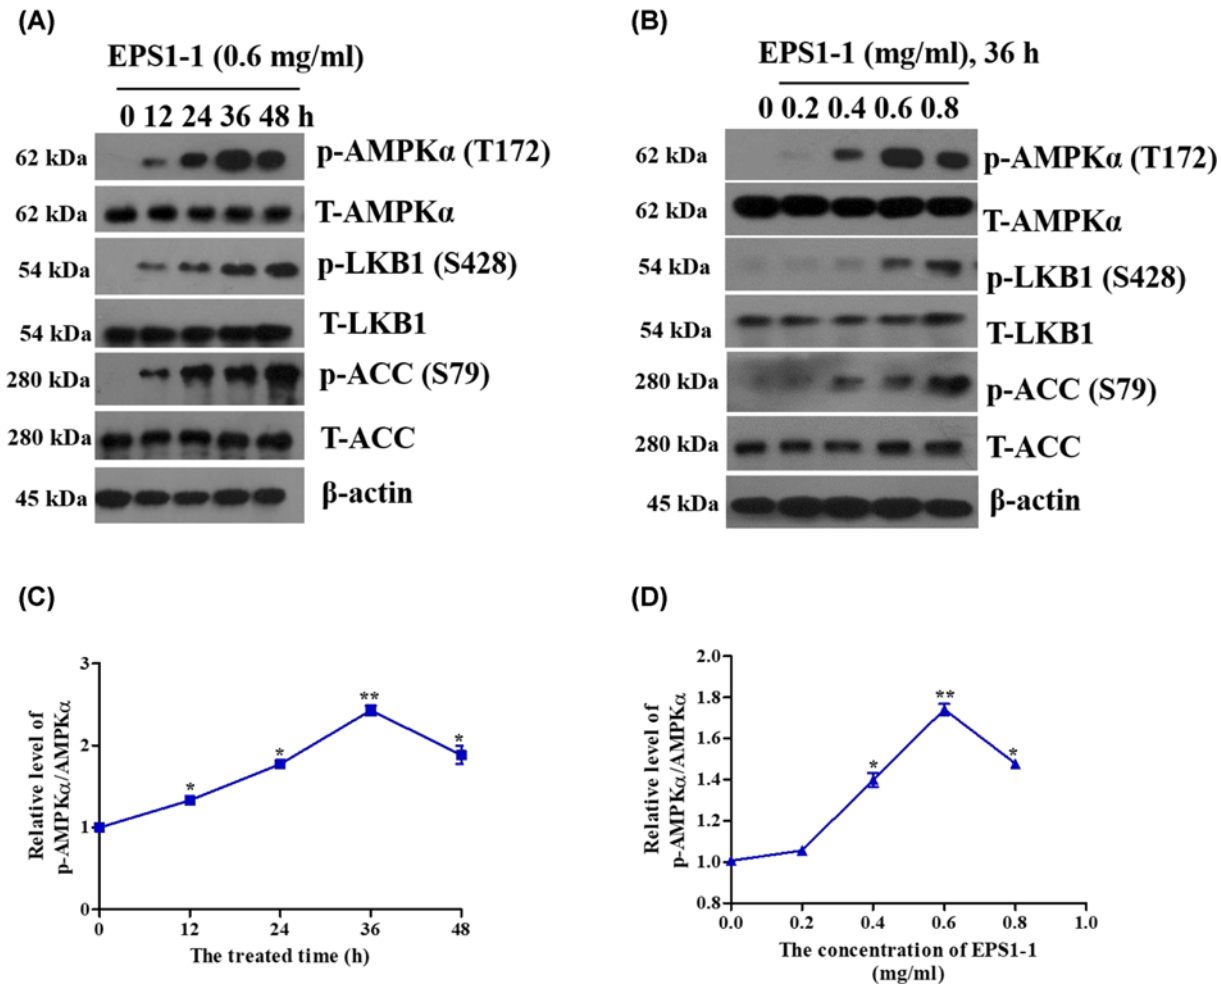 (A)
EPS1-1 (0.6 mg/ml)
0 12 24 36 48 h
62 kDa p-AMPKα (T172)
62 kDa T-AMPKα
54 kDa p-LKB1 (S428)
54 kDa T-LKB1
280 kDa p-ACC (S79)
280 kDa T-ACC
45 kDa β-actin
(B)
EPS1-1 (mg/ml), 36 h
0 0.2 0.4 0.6 0.8
62 kDa p-AMPKα (T172)
62 kDa T-AMPKα
54 kDa p-LKB1 (S428)
54 kDa T-LKB1
280 kDa p-ACC (S79)
280 kDa T-ACC
45 kDa β-actin
(C)
Relative level of
p-AMPKα/AMPKα
3
2
1
0
* * ** *
0 12 24 36 48
The treated time (h)
(D)
Relative level of
p-AMPKα/AMPKα
2.0
1.8
1.6
1.4
1.2
1.0
0.8
* ** *
0.0 0.2 0.4 0.6 0.8 1.0
The concentration of EPS1-1
(mg/ml)